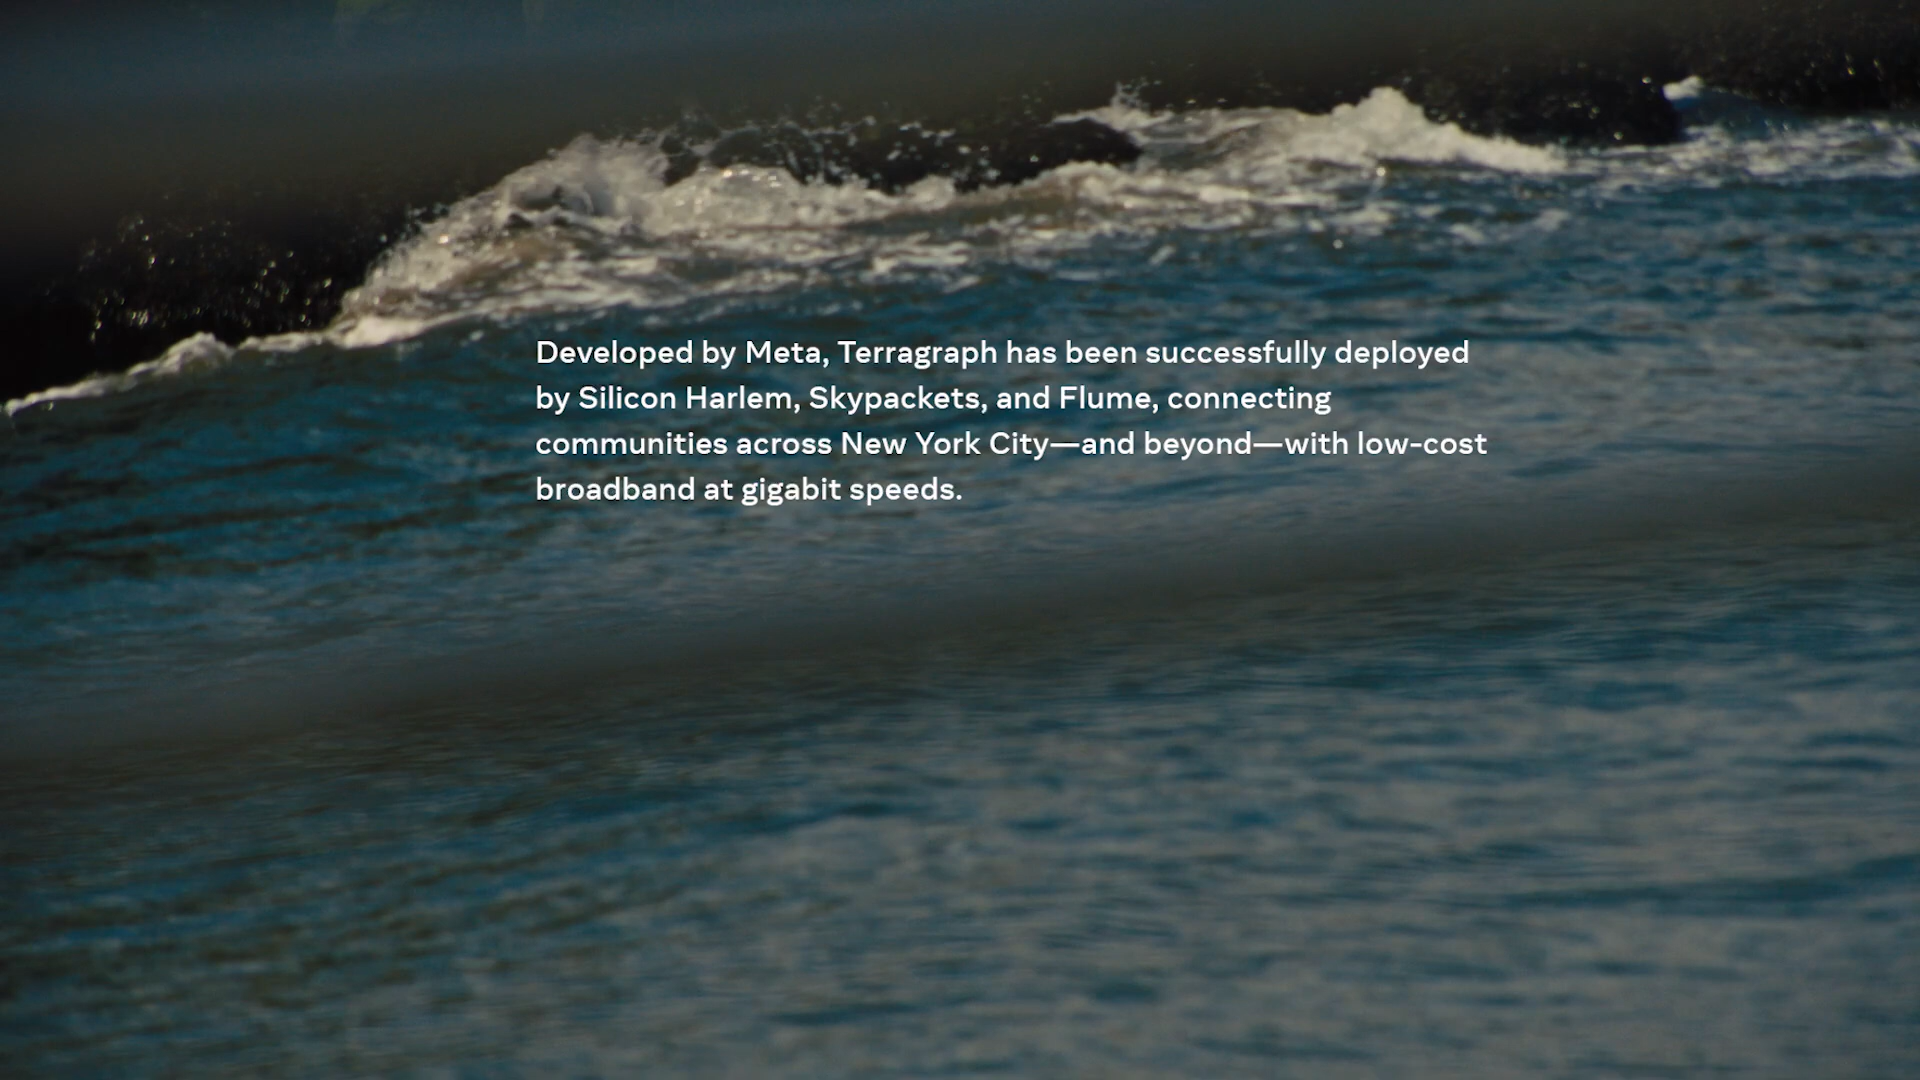 Developed by Meta, Terragraph has been successfully deployed
by Silicon Harlem, Skypackets, and Flume, connecting
communities across New York City—and beyond—with low-cost
broadband at gigabit speeds.